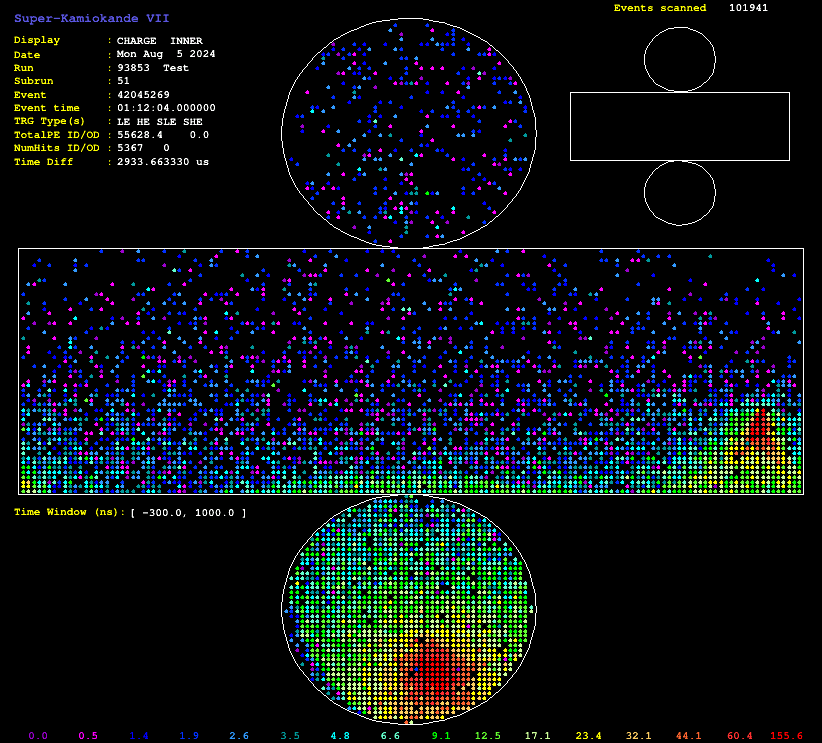 Super-Kamiokande VII
Events scanned 101941
Display : CHARGE INNER
Date : Mon Aug 5 2024
Run : 93853 Test
Subrun : 51
Event : 42045269
Event time : 01:12:04.000000
TRG Type(s) : LE HE SLE SHE
TotalPE ID/OD : 55628.4 0.0
NumHits ID/OD : 5367 0
Time Diff : 2933.663330 us
Time Window (ns): [ -300.0, 1000.0 ]
0.0 0.5 1.4 1.9 2.6 3.5 4.8 6.6 9.1 12.5 17.1 23.4 32.1 44.1 60.4 155.6